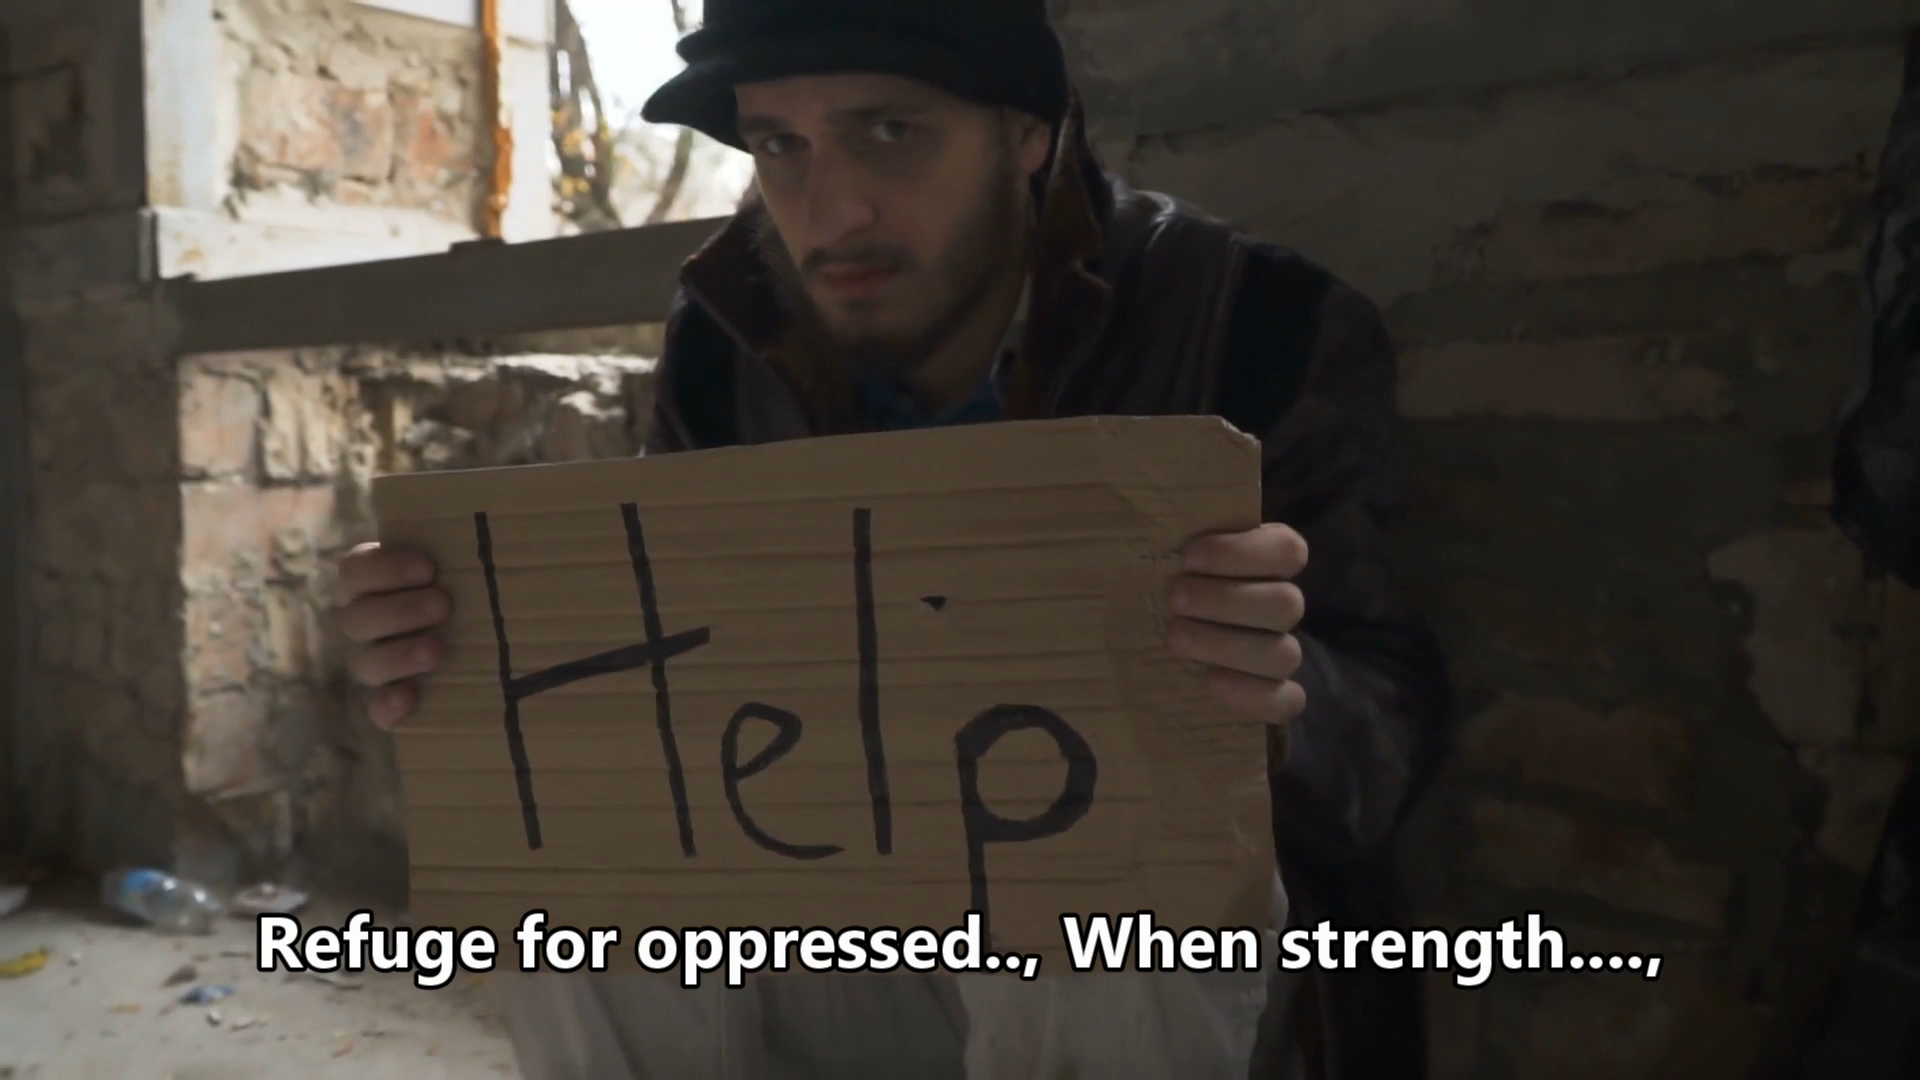 Help
Refuge for oppressed.., When strength....,